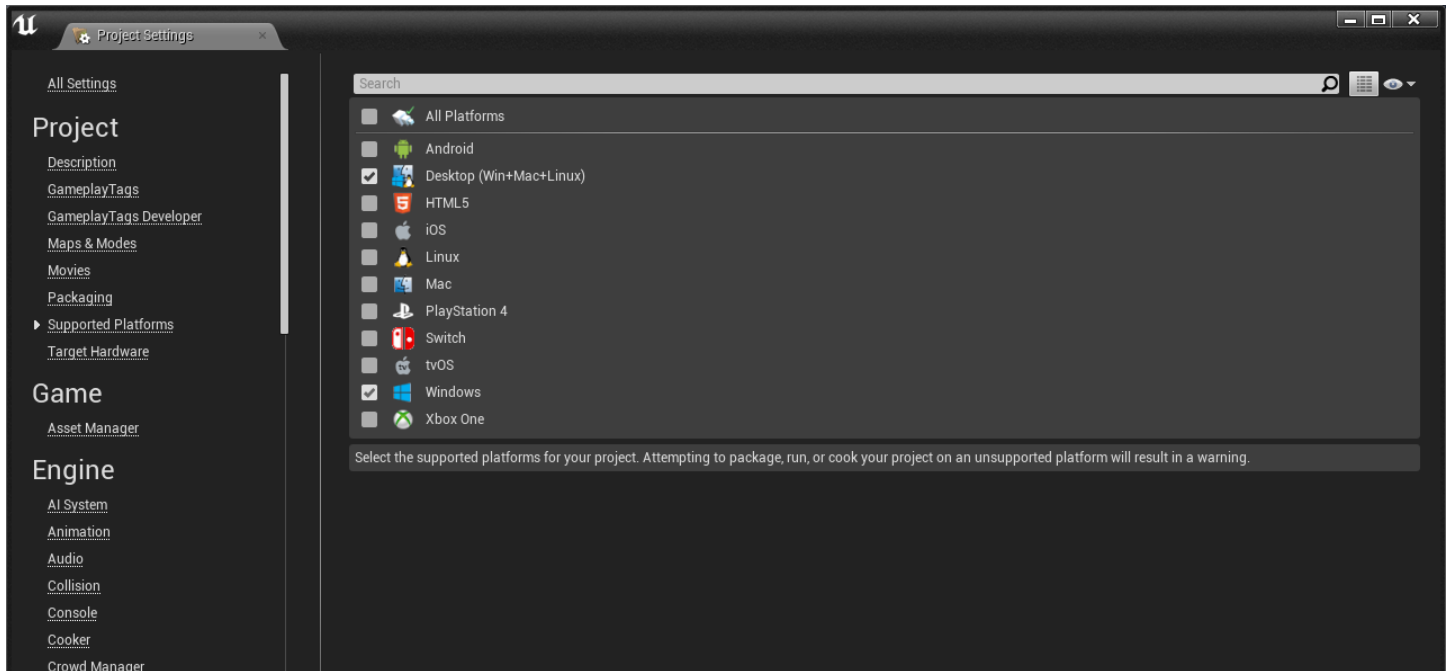 Project Settings
All Settings
Project
Description
GameplayTags
GameplayTags Developer
Maps & Modes
Movies
Packaging
Supported Platforms
Target Hardware
Game
Asset Manager
Engine
AI System
Animation
Audio
Collision
Console
Cooker
Crowd Manager
Search
All Platforms
Android
Desktop (Win+Mac+Linux)
HTML5
iOS
Linux
Mac
PlayStation 4
Switch
tvOS
Windows
Xbox One
Select the supported platforms for your project. Attempting to package, run, or cook your project on an unsupported platform will result in a warning.